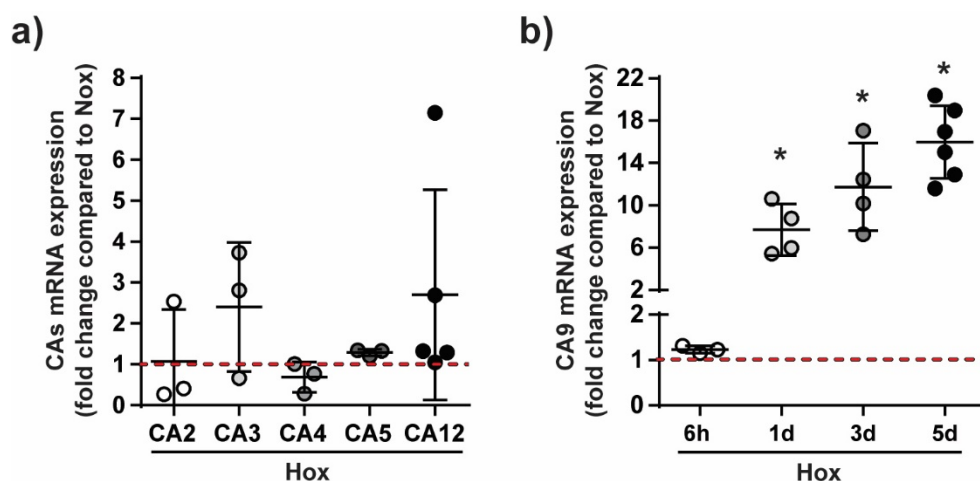 a)
CAs mRNA expression
(fold change compared to Nox)
8
7
6
5
4
3
2
1
0
CA2 CA3 CA4 CA5 CA12
Hox
b)
CA9 mRNA expression
(fold change compared to Nox)
22
18
14
10
6
2
2
1
0
* * *
6h 1d 3d 5d
Hox